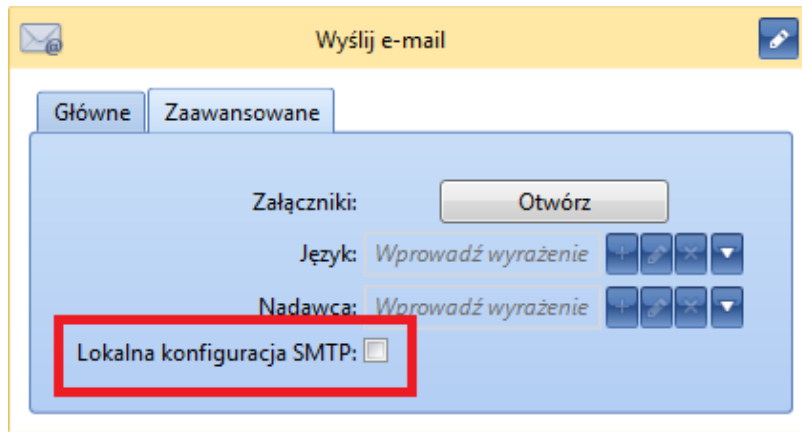 Wyślij e-mail
Główne Zaawansowane
Załączniki: Otwórz
Język: Wprowadź wyrażenie
Nadawca: Wprowadź wyrażenie
Lokalna konfiguracja SMTP: